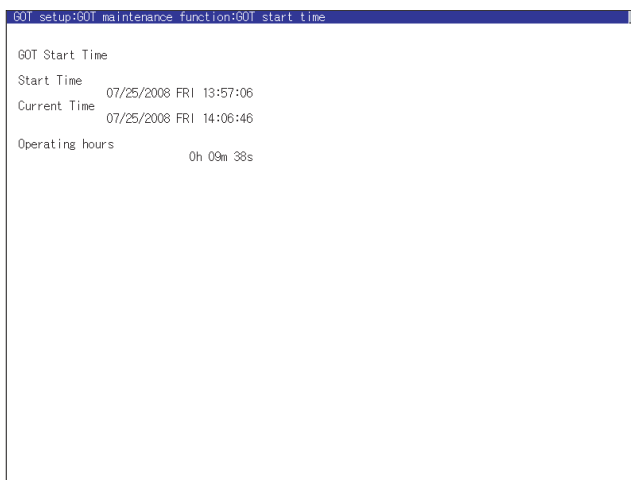 GOT setup:GOT maintenance function:GOT start time
GOT Start Time
Start Time
07/25/2008 FRI 13:57:06
Current Time
07/25/2008 FRI 14:06:46
Operating hours
0h 09m 38s